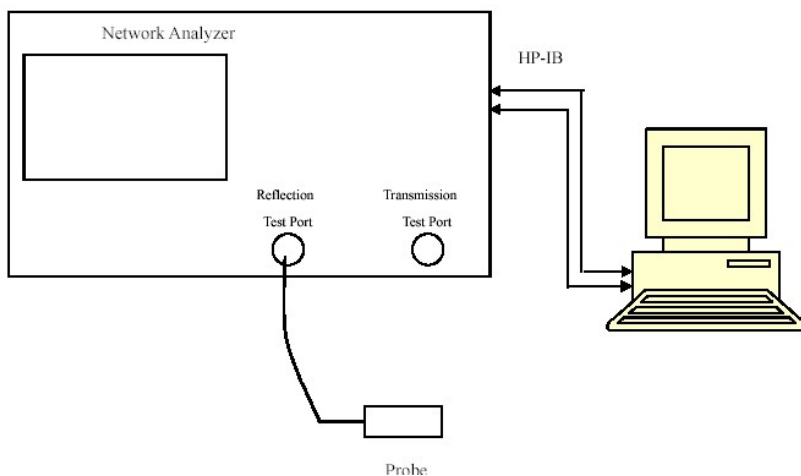 Network Analyzer
HP-IB
Reflection
Test Port
Transmission
Test Port
Probe